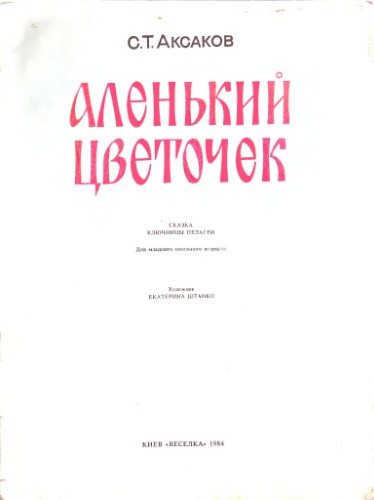 С.Т.Аксаков
Аленький
цветочек
СКАЗКА
КЛЮЧНИЦЫ ПЕЛАГЕИ
Для младшего школьного возраста
Художник
ЕКАТЕРИНА ШТАНКО
КИЕВ «ВЕСЕЛКА» 1984